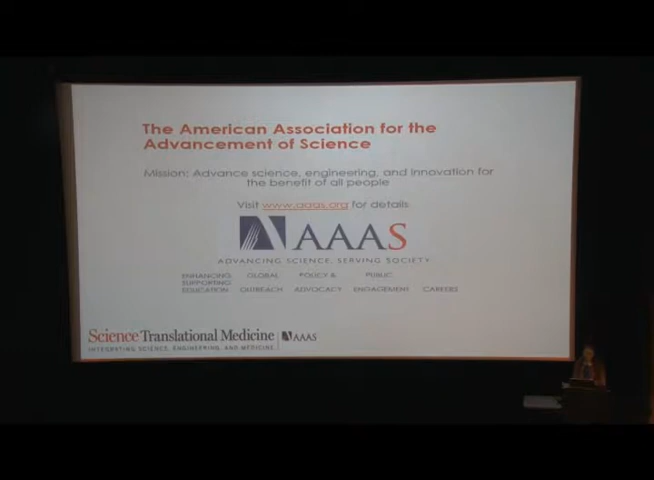 The American Association for the
Advancement of Science
Mission: Advance science, engineering, and innovation for
the benefit of all people
Visit www.aaas.org for details
AAAS
ADVANCING SCIENCE, SERVING SOCIETY
ENHANCING GLOBAL POLICY & PUBLIC
SUPPORTING
EDUCATION OUTREACH ADVOCACY ENGAGEMENT CAREERS
Science Translational Medicine AAAS
INTEGRATING SCIENCE, ENGINEERING, AND MEDICINE